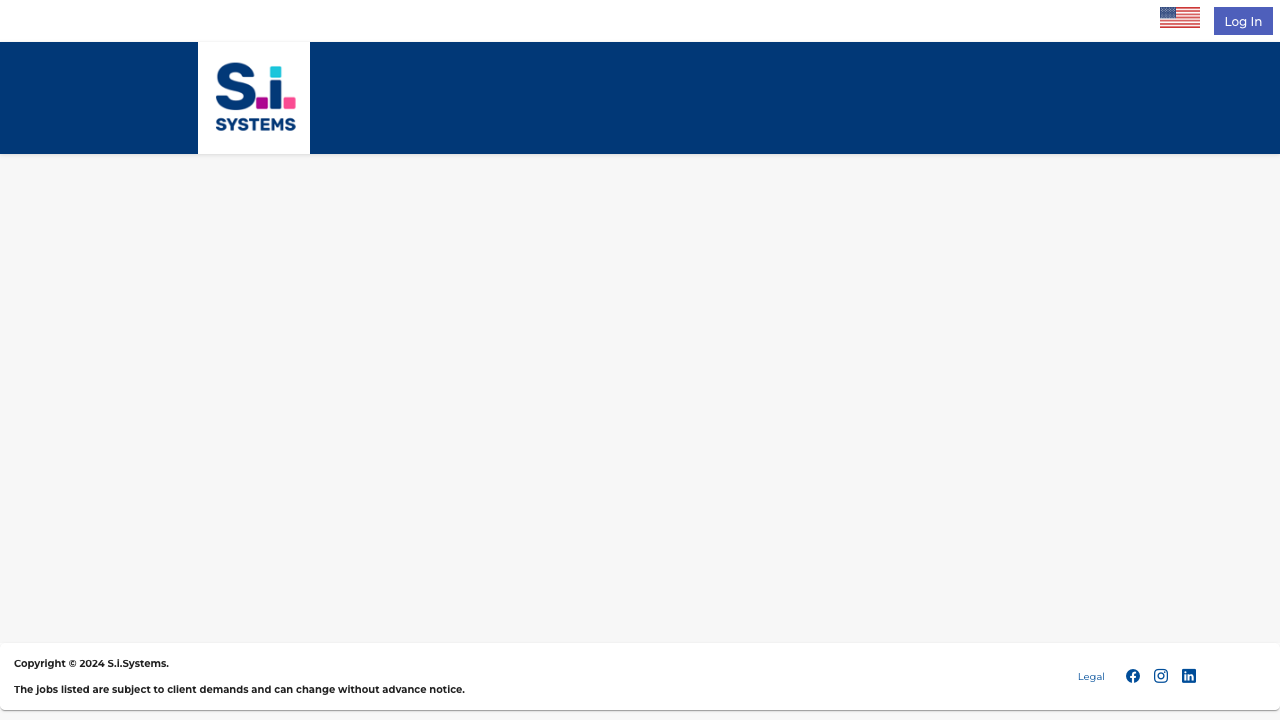 Log In
S.i.
SYSTEMS
Copyright © 2024 S.i.Systems.
The jobs listed are subject to client demands and can change without advance notice.
Legal